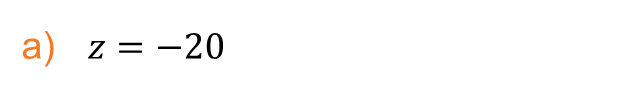 a) z = −20